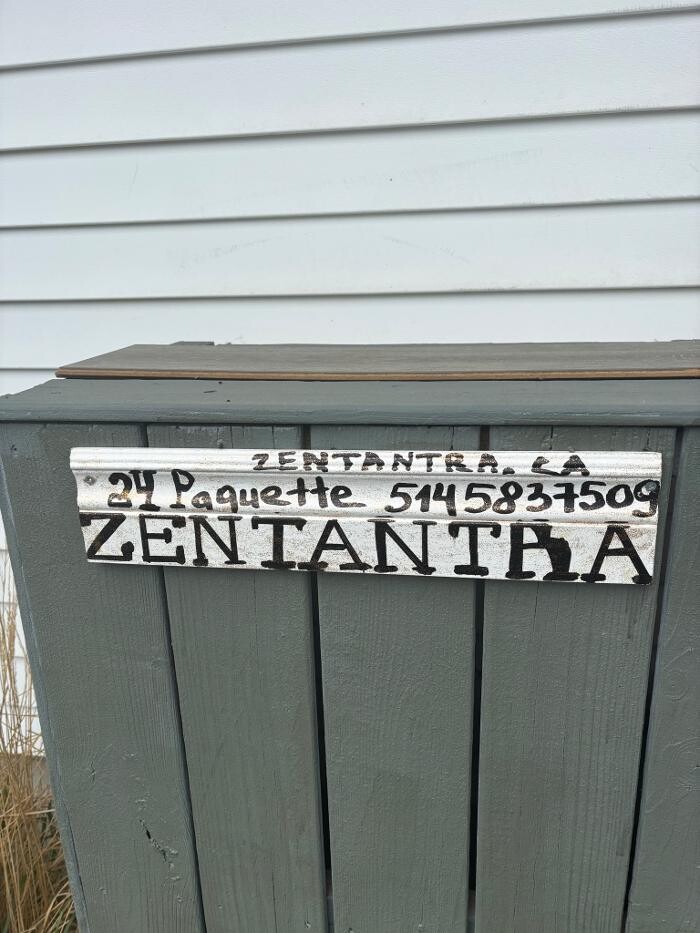 ZENTANTRA. CA
24 Paquette 5145837509
ZENTANTRA